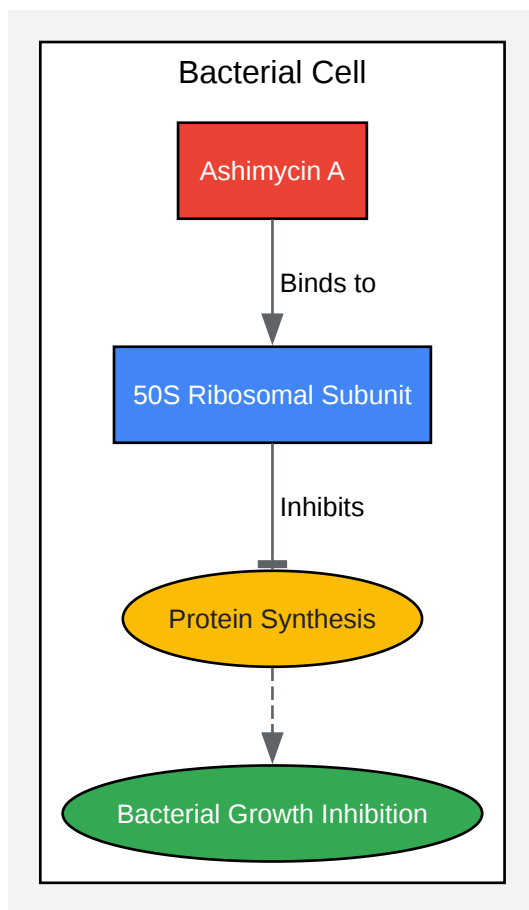 Bacterial Cell
Ashimycin A
Binds to
50S Ribosomal Subunit
Inhibits
Protein Synthesis
Bacterial Growth Inhibition